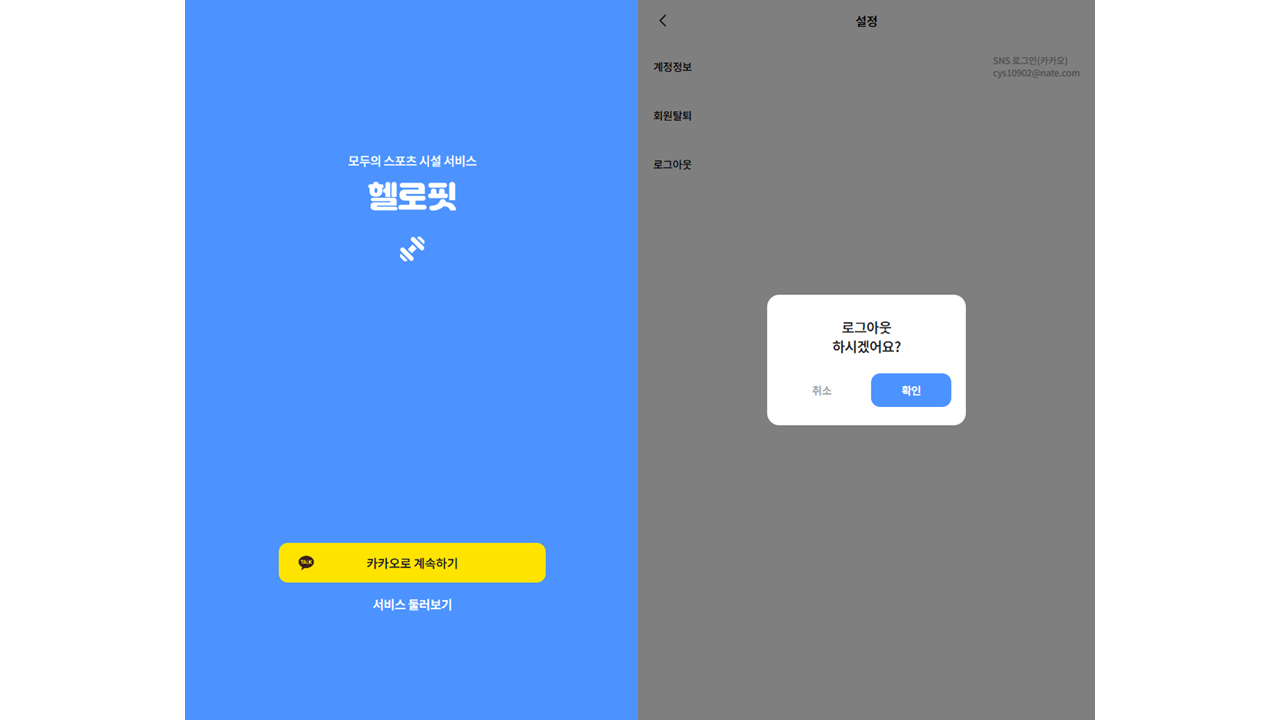 모두의 스포츠 시설 서비스
헬로핏
TALK
카카오로 계속하기
서비스 둘러보기
설정
계정정보
SNS 로그인(카카오)
cys10902@nate.com
회원탈퇴
로그아웃
로그아웃
하시겠어요?
취소
확인